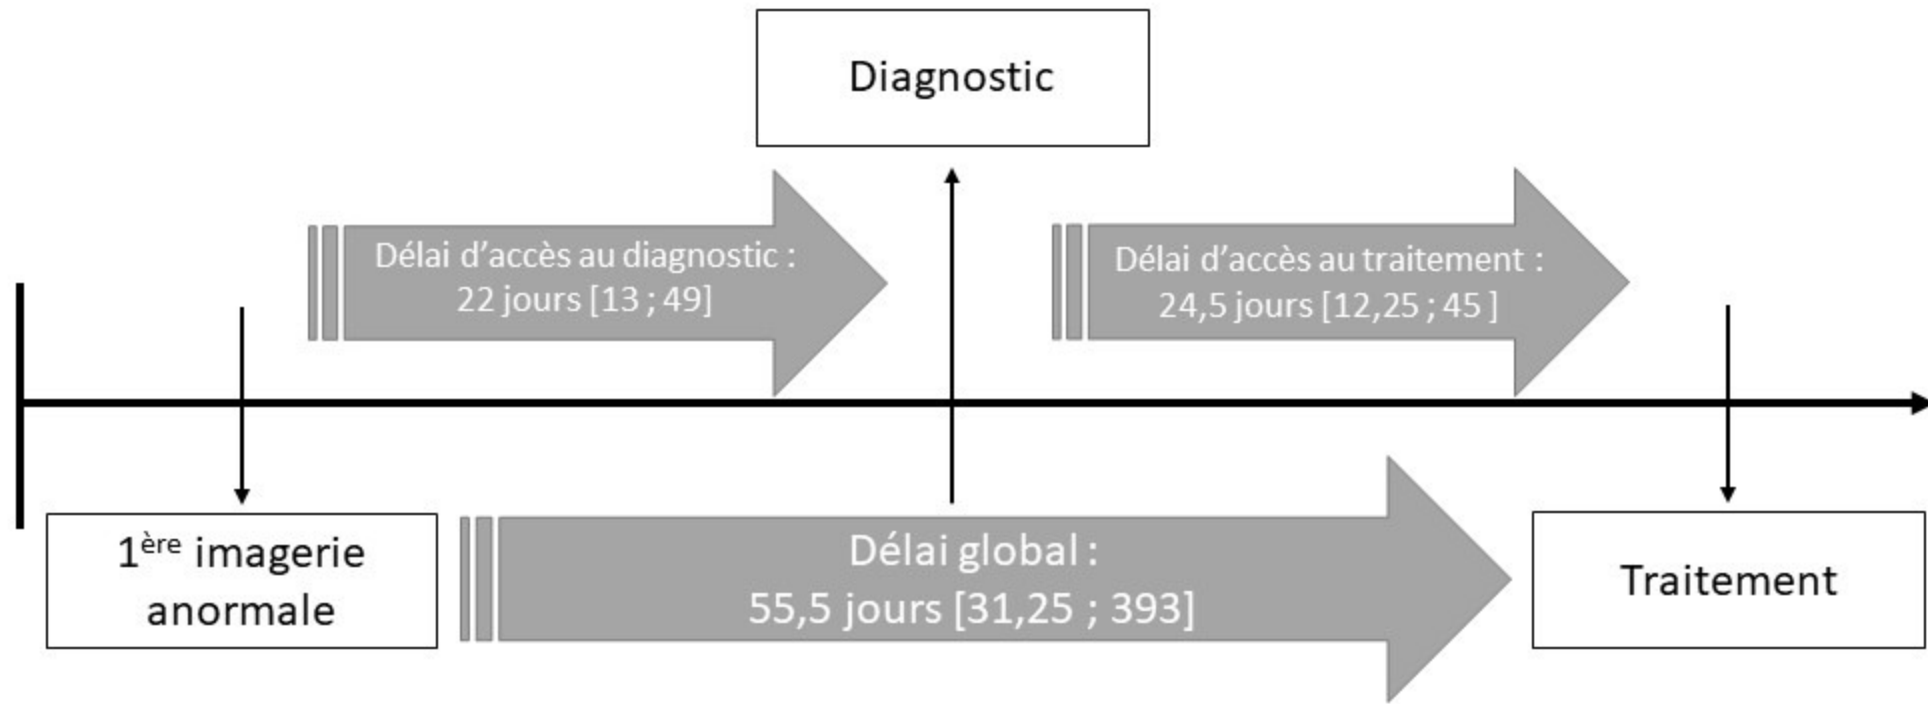 Diagnostic
Délai d’accès au diagnostic :
22 jours [13 ; 49]
Délai d’accès au traitement :
24,5 jours [12,25 ; 45 ]
1ère imagerie
anormale
Délai global :
55,5 jours [31,25 ; 393]
Traitement